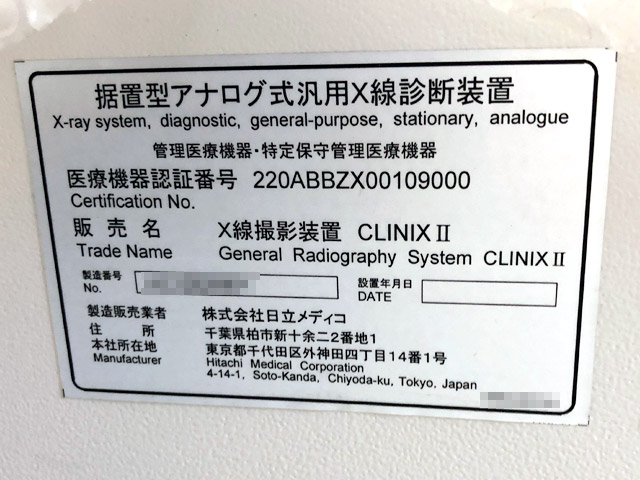 据置型アナログ式汎用X線診断装置
X-ray system, diagnostic, general-purpose, stationary, analogue
管理医療機器・特定保守管理医療機器
医療機器認証番号 220ABBZX00109000
Certification No.
販売名 X線撮影装置 CLINIX II
Trade Name General Radiography System CLINIX II
製造番号 設置年月日
No. DATE
製造販売業者 株式会社日立メディコ
住所 千葉県柏市新十余二2番地1
本社所在地 東京都千代田区外神田四丁目14番1号
Manufacturer Hitachi Medical Corporation
4-14-1, Soto-Kanda, Chiyoda-ku, Tokyo, Japan